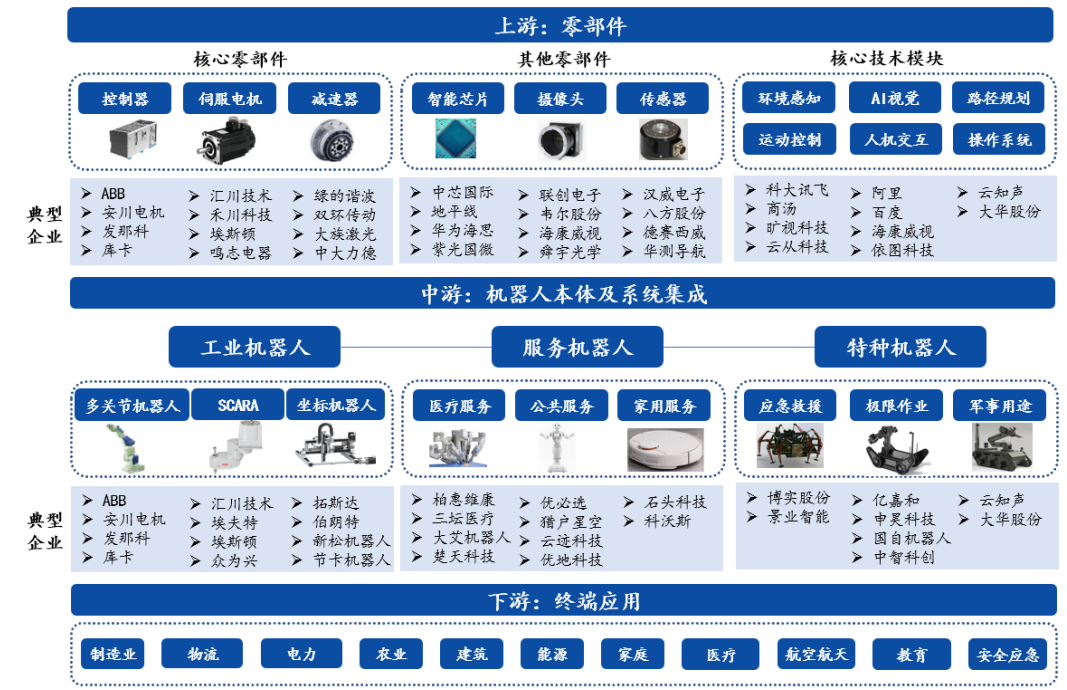 上游：零部件
核心零部件 其他零部件 核心技术模块
控制器 伺服电机 减速器 智能芯片 摄像头 传感器 环境感知 AI视觉 路径规划
运动控制 人机交互 操作系统
典型企业
ABB
安川电机
发那科
库卡
汇川技术
禾川科技
埃斯顿
鸣志电器
绿的谐波
双环传动
大族激光
中大力德
中芯国际
地平线
华为海思
紫光国微
联创电子
韦尔股份
海康威视
舜宇光学
汉威电子
八方股份
德赛西威
华测导航
科大讯飞
商汤
旷视科技
云从科技
阿里
百度
海康威视
依图科技
云知声
大华股份
中游：机器人本体及系统集成
工业机器人 服务机器人 特种机器人
多关节机器人 SCARA 坐标机器人 医疗服务 公共服务 家用服务 应急救援 极限作业 军事用途
典型企业
ABB
安川电机
发那科
库卡
汇川技术
埃夫特
埃斯顿
众为兴
拓斯达
伯朗特
新松机器人
节卡机器人
柏惠维康
三坛医疗
大艾机器人
楚天科技
优必选
猎户星空
云迹科技
优地科技
石头科技
科沃斯
博实股份
景业智能
亿嘉和
申昊科技
国自机器人
中智科创
云知声
大华股份
下游：终端应用
制造业 物流 电力 农业 建筑 能源 家庭 医疗 航空航天 教育 安全应急